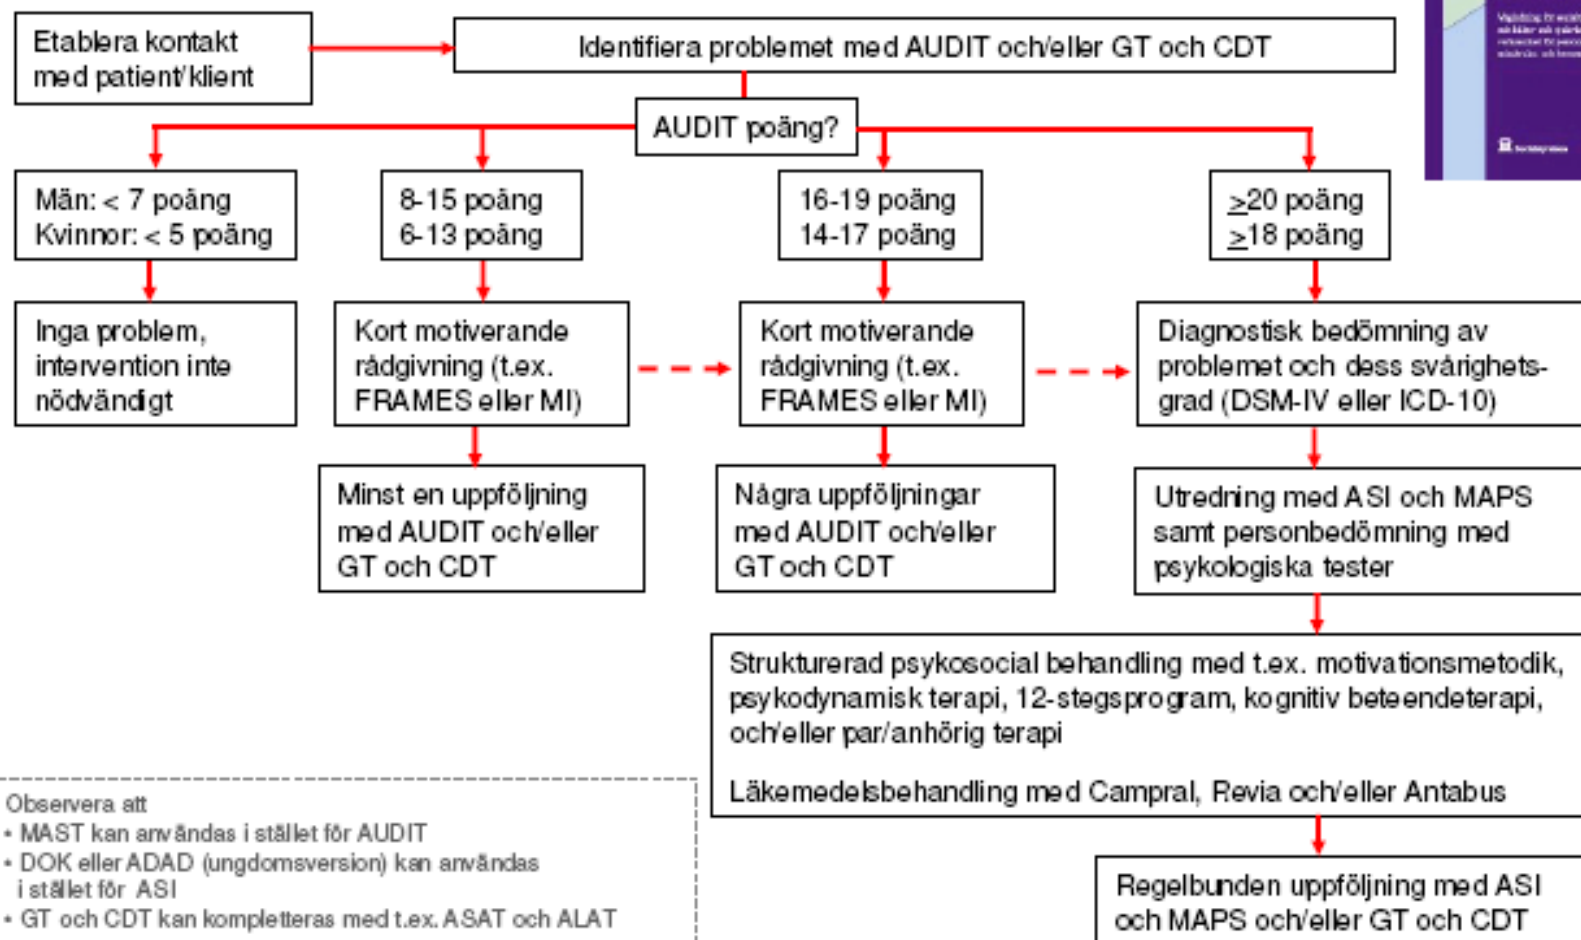 Etablera kontakt
med patient/klient
Identifiera problemet med AUDIT och/eller GT och CDT
AUDIT poäng?
Män: < 7 poäng
Kvinnor: < 5 poäng
8-15 poäng
6-13 poäng
16-19 poäng
14-17 poäng
≥20 poäng
≥18 poäng
Inga problem,
intervention inte
nödvändigt
Kort motiverande
rådgivning (t.ex.
FRAMES eller MI)
Kort motiverande
rådgivning (t.ex.
FRAMES eller MI)
Diagnostisk bedömning av
problemet och dess svårighets-
grad (DSM-IV eller ICD-10)
Minst en uppföljning
med AUDIT och/eller
GT och CDT
Några uppföljningar
med AUDIT och/eller
GT och CDT
Utredning med ASI och MAPS
samt personbedömning med
psykologiska tester
Strukturerad psykosocial behandling med t.ex. motivationsmetodik,
psykodynamisk terapi, 12-stegsprogram, kognitiv beteendeterapi,
och/eller par/anhörig terapi
Läkemedelsbehandling med Campral, Revia och/eller Antabus
Regelbunden uppföljning med ASI
och MAPS och/eller GT och CDT
Observera att
• MAST kan användas i stället för AUDIT
• DOK eller ADAD (ungdomsversion) kan användas
i stället för ASI
• GT och CDT kan kompletteras med t.ex. ASAT och ALAT